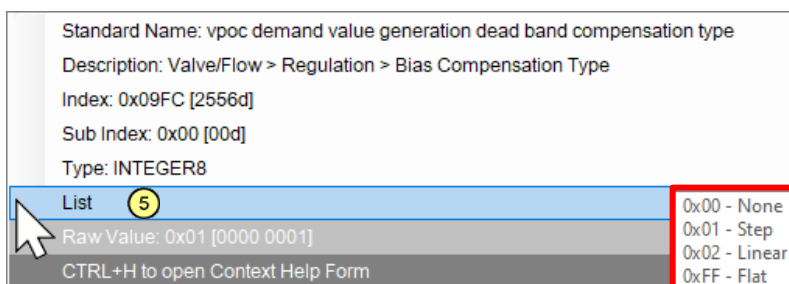 Standard Name: vpoc demand value generation dead band compensation type
Description: Valve/Flow > Regulation > Bias Compensation Type
Index: 0x09FC [2556d]
Sub Index: 0x00 [00d]
Type: INTEGER8
List 5
Raw Value: 0x01 [0000 0001]
CTRL+H to open Context Help Form
0x00 - None
0x01 - Step
0x02 - Linear
0xFF - Flat